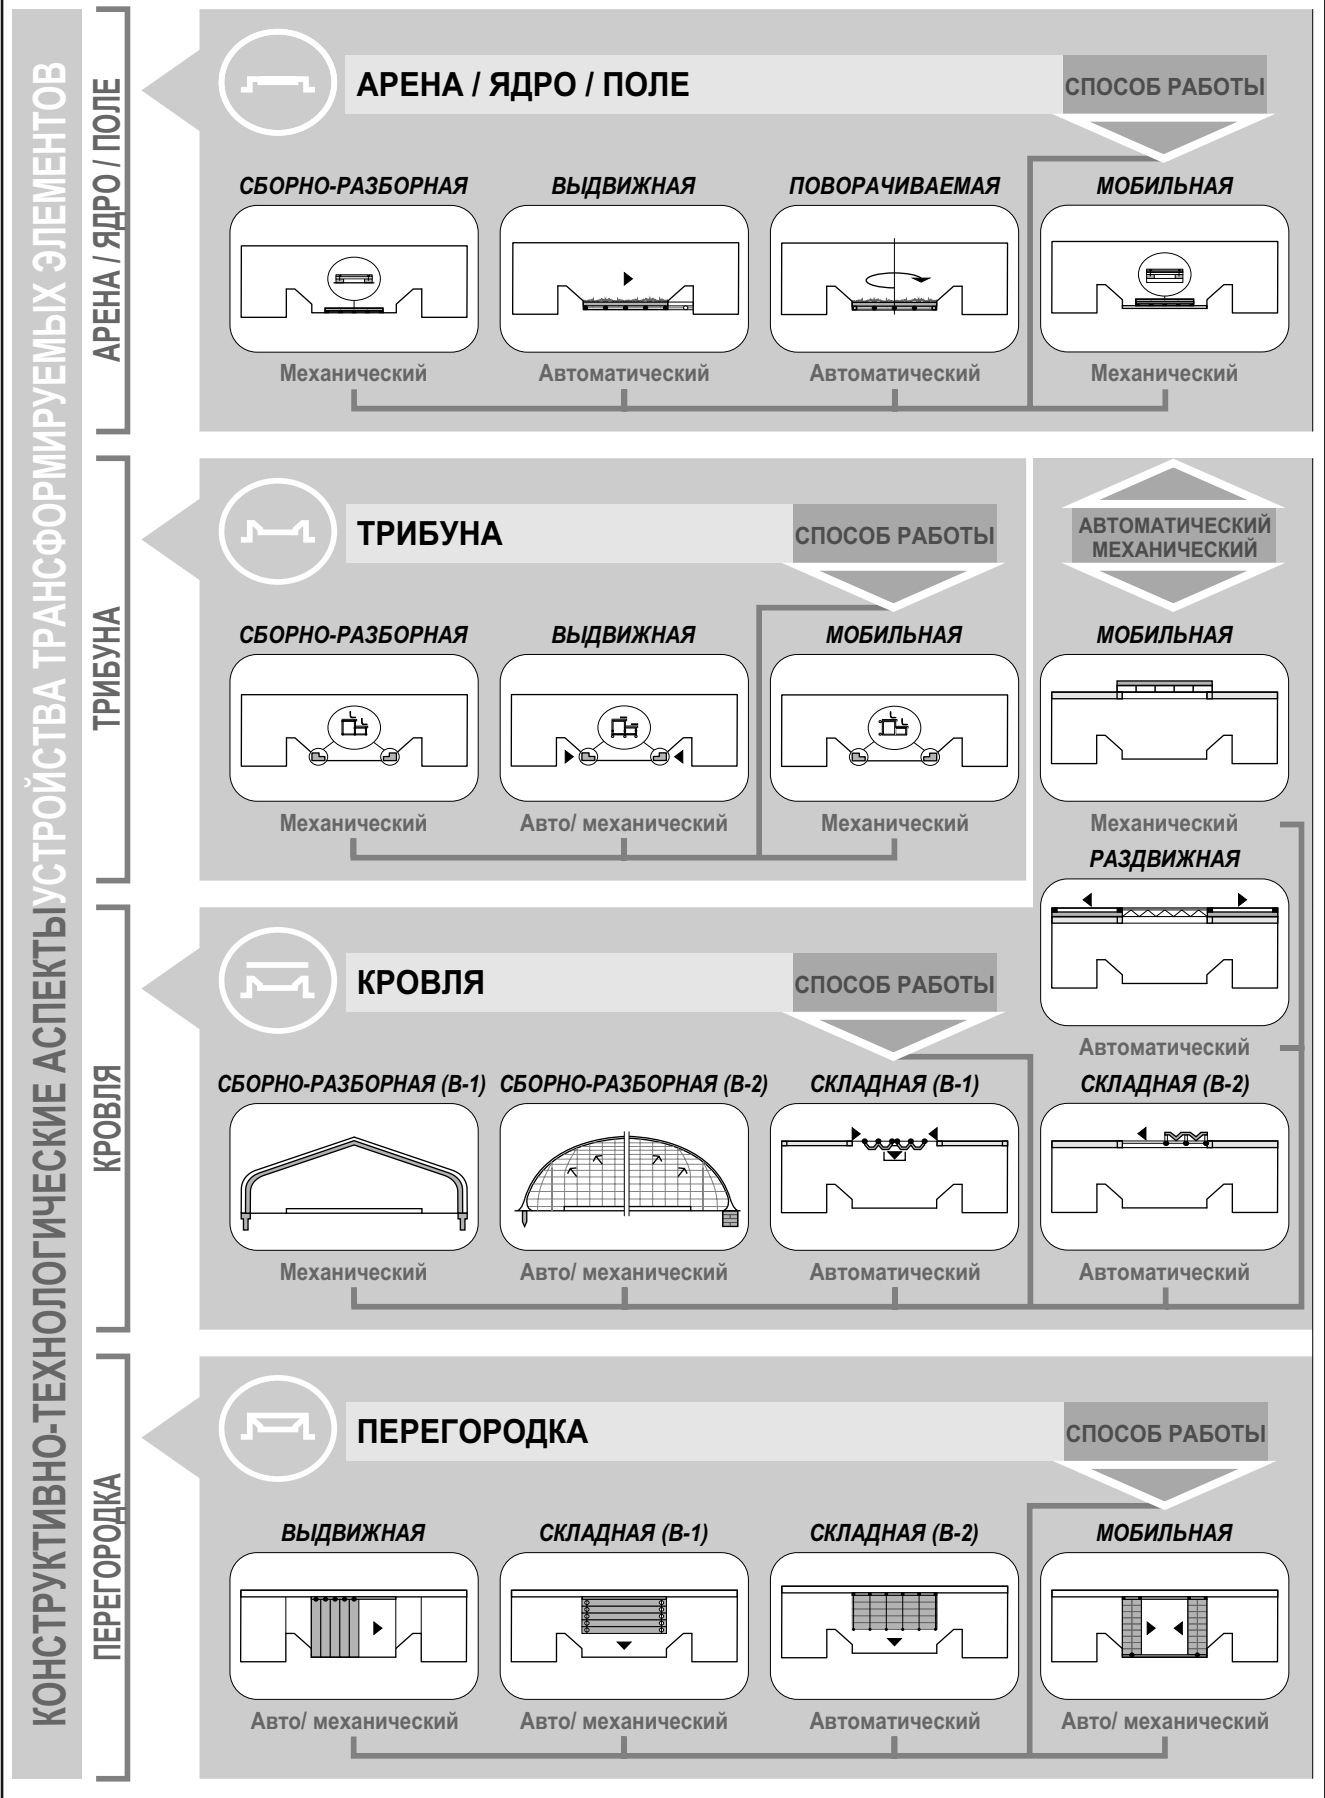 КОНСТРУКТИВНО-ТЕХНОЛОГИЧЕСКИЕ АСПЕКТЫ УСТРОЙСТВА ТРАНСФОРМИРУЕМЫХ ЭЛЕМЕНТОВ
АРЕНА / ЯДРО / ПОЛЕ
АРЕНА / ЯДРО / ПОЛЕ
СПОСОБ РАБОТЫ
СБОРНО-РАЗБОРНАЯ ВЫДВИЖНАЯ ПОВОРАЧИВАЕМАЯ МОБИЛЬНАЯ
Механический Автоматический Автоматический Механический
ТРИБУНА
ТРИБУНА
СПОСОБ РАБОТЫ
СБОРНО-РАЗБОРНАЯ ВЫДВИЖНАЯ МОБИЛЬНАЯ
Механический Авто/ механический Механический
АВТОМАТИЧЕСКИЙ
МЕХАНИЧЕСКИЙ
МОБИЛЬНАЯ
Механический
РАЗДВИЖНАЯ
Автоматический
КРОВЛЯ
КРОВЛЯ
СПОСОБ РАБОТЫ
СБОРНО-РАЗБОРНАЯ (В-1) СБОРНО-РАЗБОРНАЯ (В-2) СКЛАДНАЯ (В-1) СКЛАДНАЯ (В-2)
Механический Авто/ механический Автоматический Автоматический
ПЕРЕГОРОДКА
ПЕРЕГОРОДКА
СПОСОБ РАБОТЫ
ВЫДВИЖНАЯ СКЛАДНАЯ (В-1) СКЛАДНАЯ (В-2) МОБИЛЬНАЯ
Авто/ механический Авто/ механический Автоматический Авто/ механический